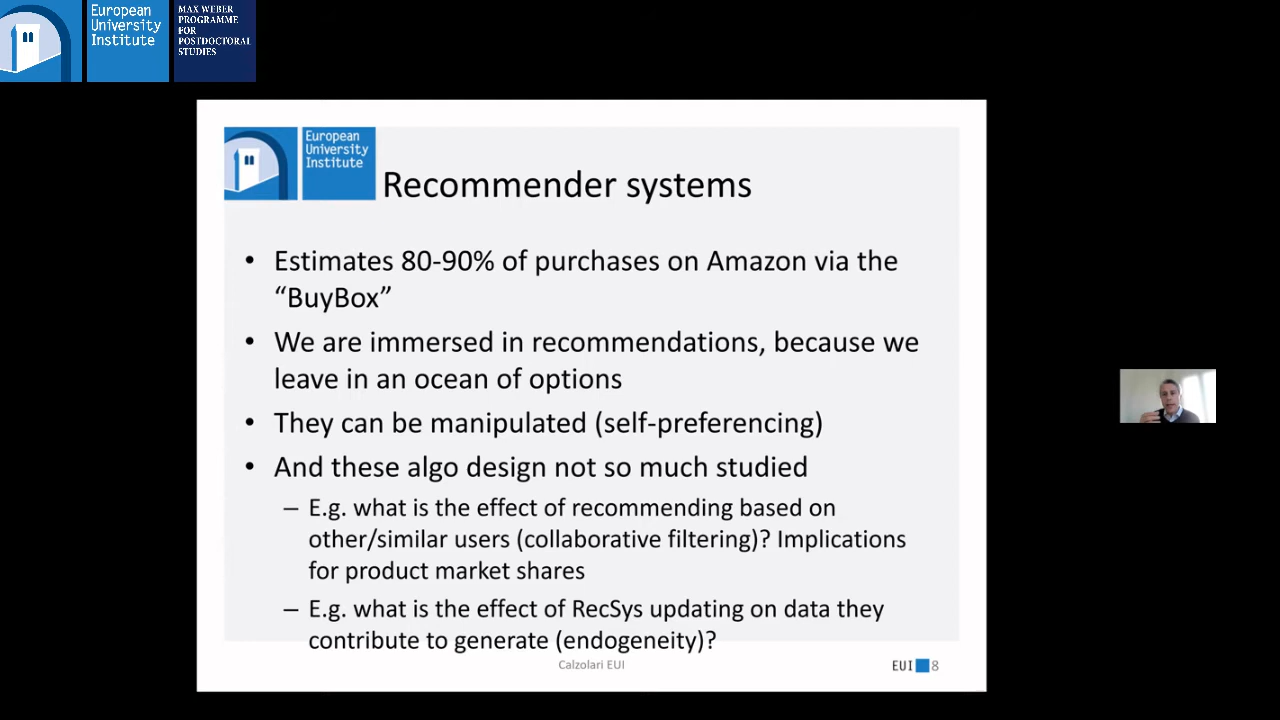 European
University
Institute
MAX WEBER
PROGRAMME
FOR
POSTDOCTORAL
STUDIES
European
University
Institute
Recommender systems
• Estimates 80-90% of purchases on Amazon via the
“BuyBox”
• We are immersed in recommendations, because we
leave in an ocean of options
• They can be manipulated (self-preferencing)
• And these algo design not so much studied
– E.g. what is the effect of recommending based on
other/similar users (collaborative filtering)? Implications
for product market shares
– E.g. what is the effect of RecSys updating on data they
contribute to generate (endogeneity)?
Calzolari EUI
EUI 8